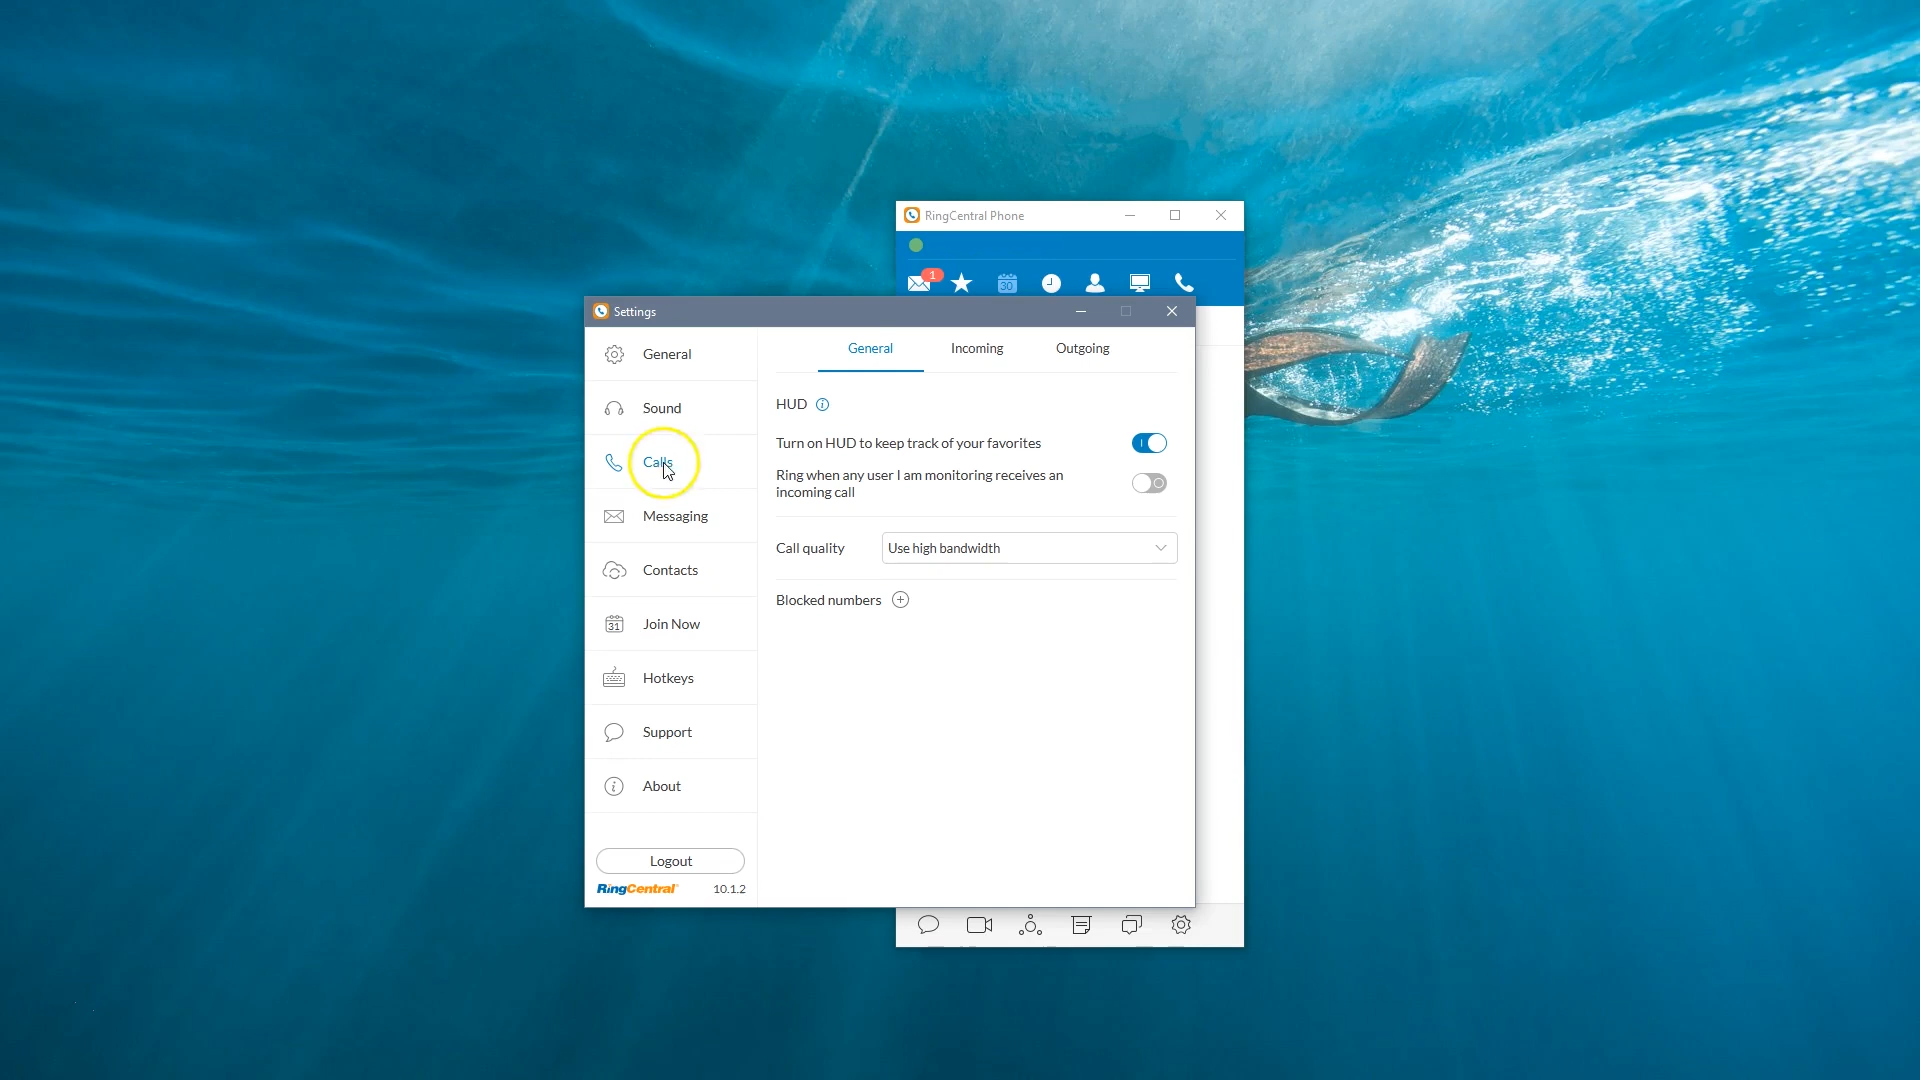 RingCentral Phone
1
30
Settings
General
Sound
Calls
Messaging
Contacts
31
Join Now
Hotkeys
Support
About
Logout
RingCentral
10.1.2
General
Incoming
Outgoing
HUD
Turn on HUD to keep track of your favorites
Ring when any user I am monitoring receives an
incoming call
Call quality
Use high bandwidth
Blocked numbers